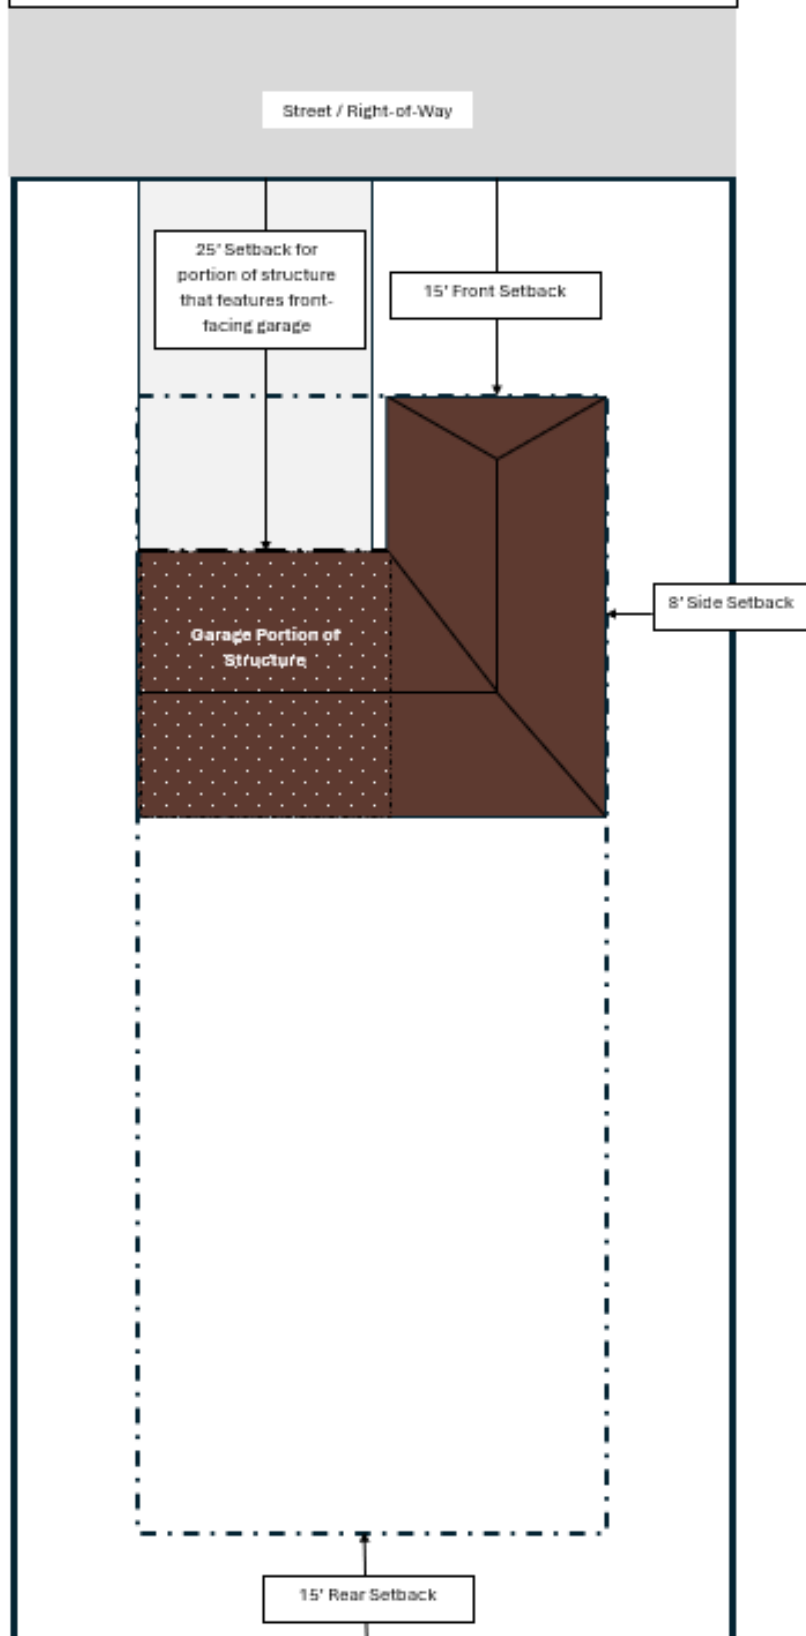 Street / Right-of-Way
25' Setback for
portion of structure
that features front-
facing garage
15' Front Setback
8' Side Setback
Garage Portion of
Structure
15' Rear Setback